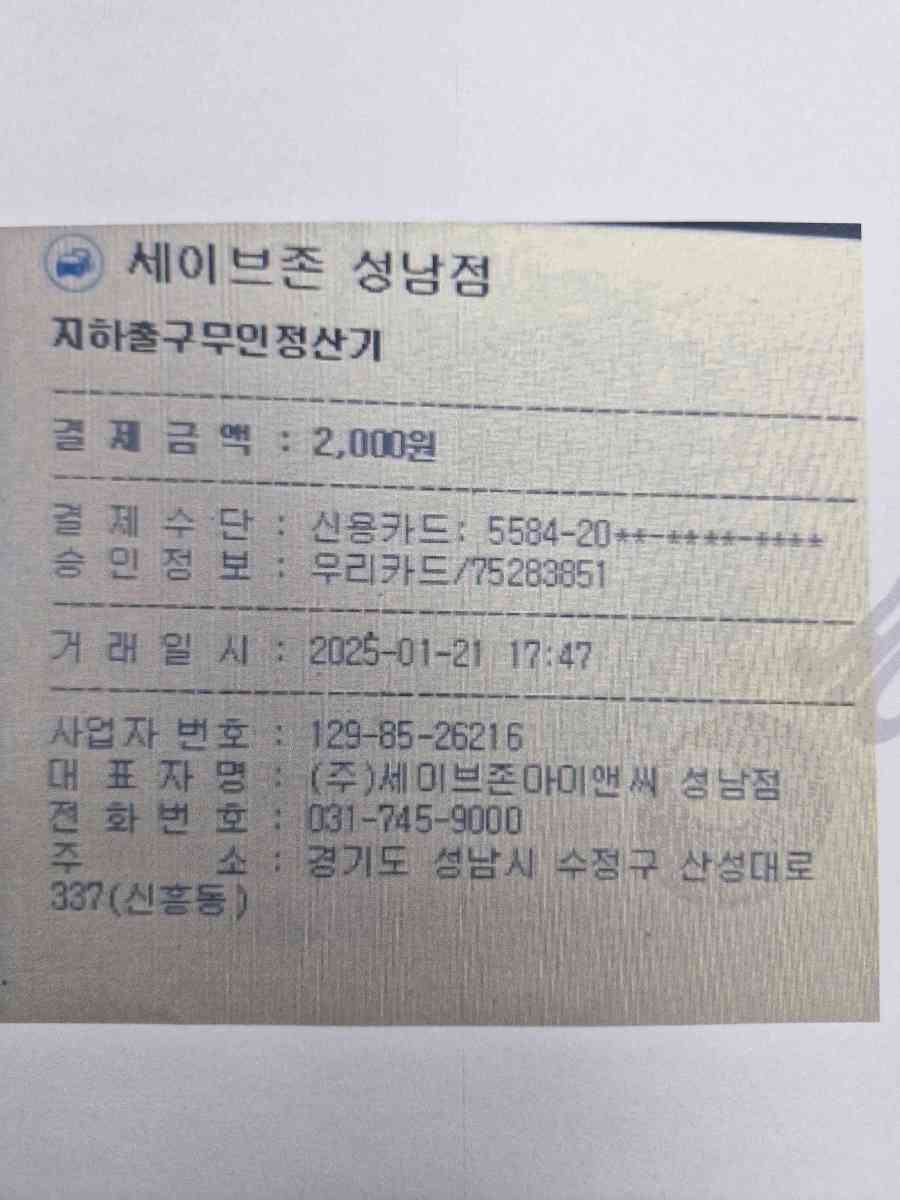 세이브존 성남점
지하출구무인정산기
결 제 금 액 : 2,000원
결 제 수 단 : 신용카드: 5584-20**-****-****
승 인 정 보 : 우리카드/75283851
거 래 일 시 : 2025-01-21 17:47
사업자 번호 : 129-85-26216
대 표 자 명 : (주)세이브존아이앤씨 성남점
전 화 번 호 : 031-745-9000
주 소 : 경기도 성남시 수정구 산성대로
337(신흥동)